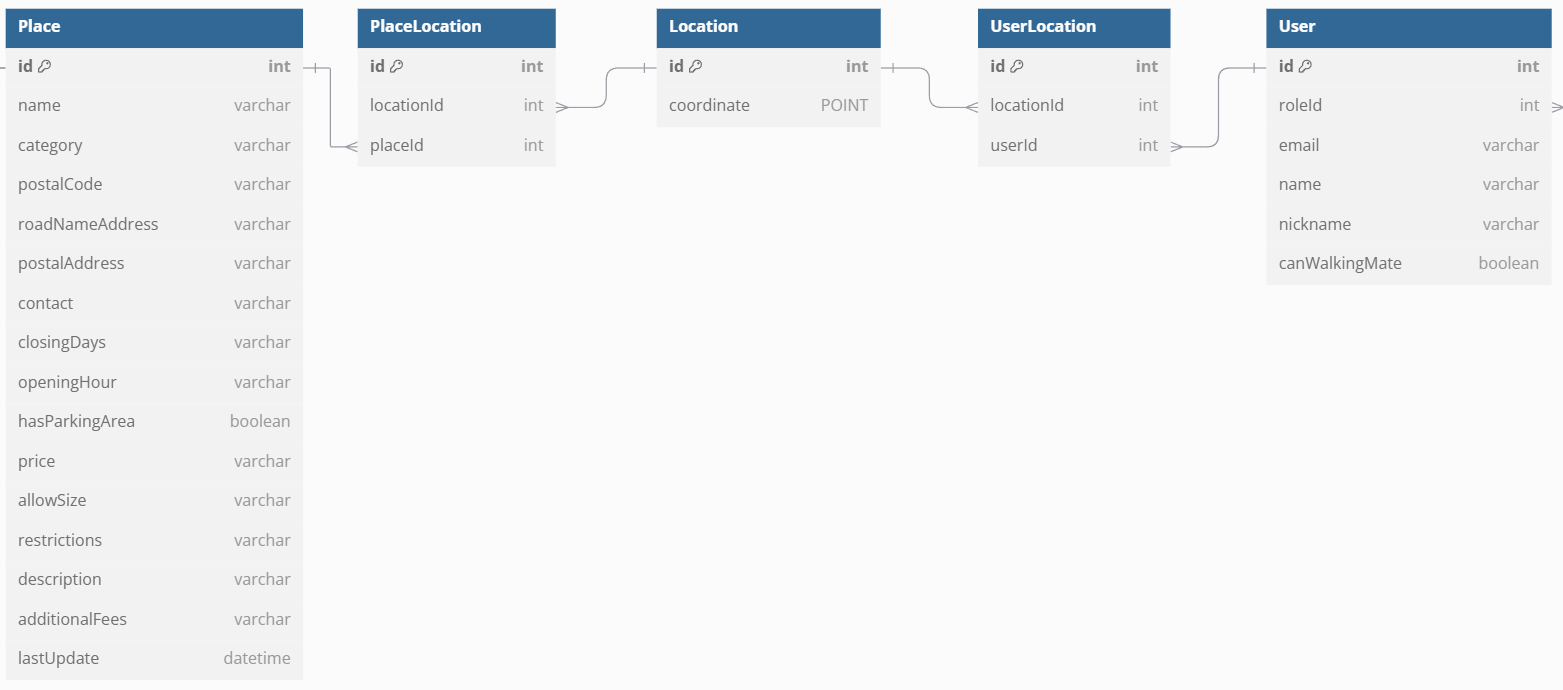 Place
id int
name varchar
category varchar
postalCode varchar
roadNameAddress varchar
postalAddress varchar
contact varchar
closingDays varchar
openingHour varchar
hasParkingArea boolean
price varchar
allowSize varchar
restrictions varchar
description varchar
additionalFees varchar
lastUpdate datetime
PlaceLocation
id int
locationId int
placeId int
Location
id int
coordinate POINT
UserLocation
id int
locationId int
userId int
User
id int
roleId int
email varchar
name varchar
nickname varchar
canWalkingMate boolean